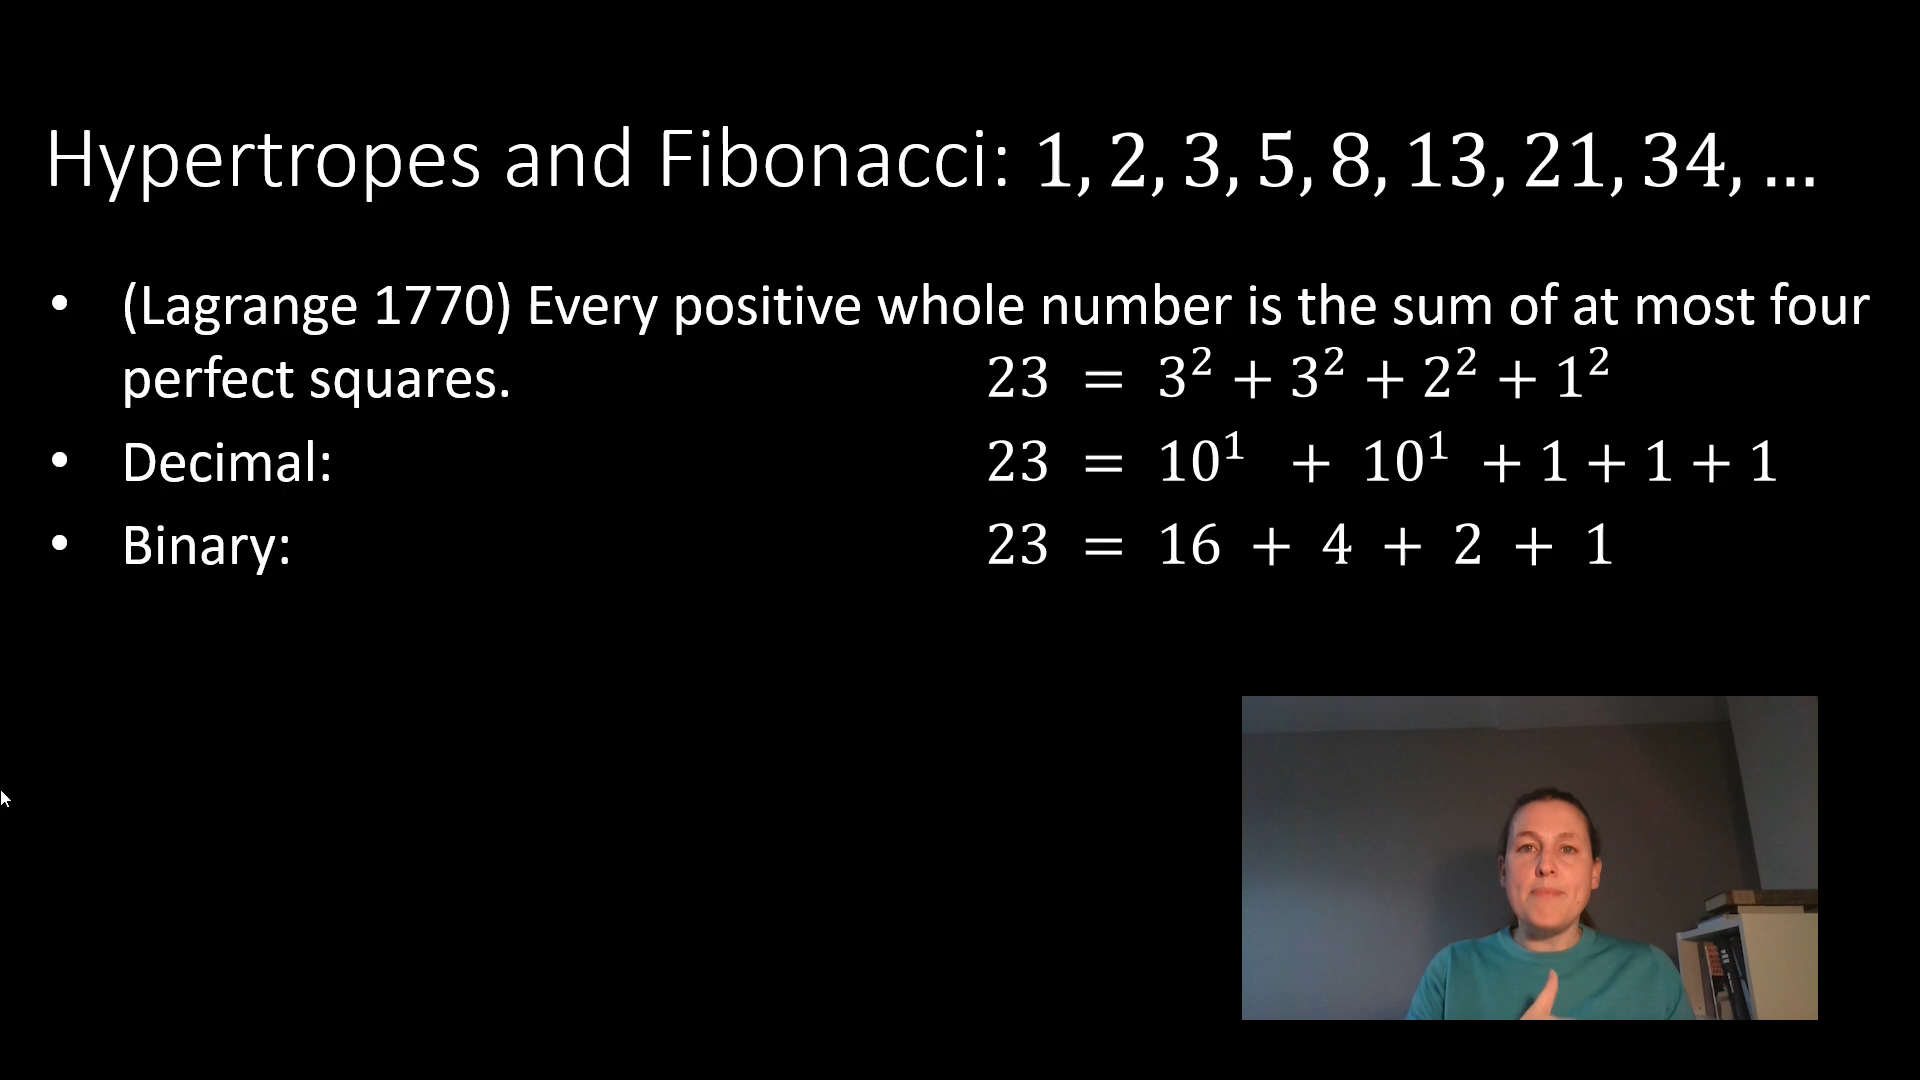 Hypertropes and Fibonacci: 1, 2, 3, 5, 8, 13, 21, 34, …
• (Lagrange 1770) Every positive whole number is the sum of at most four
perfect squares. 23 = 3² + 3² + 2² + 1²
• Decimal: 23 = 10¹ + 10¹ + 1 + 1 + 1
• Binary: 23 = 16 + 4 + 2 + 1